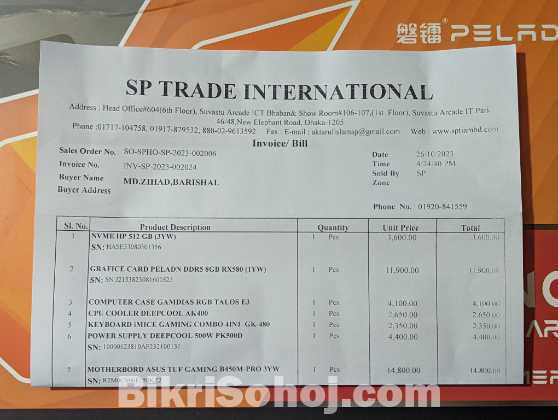 磐镭 PELAD
SP TRADE INTERNATIONAL
Address : Head Office#604(6th Floor), Suvastu Arcade ICT Bhaban& Show Room#106-107,(1st Floor), Suvastu Arcade IT Park
46/48,New Elephant Road, Dhaka-1205
Phone :01717-104758, 01917-879532, 880-02-9613592 Fax : E-mail : aktarulislamsp@gmail.com Web : www.sptiambd.com
Invoice/ Bill
Sales Order No. SO-SPHO-SP-2023-002006 Date 26/10/2023
Invoice No. INV-SP-2023-002024 Time 4:24:40 PM
Buyer Name MD.ZIHAD,BARISHAL Sold By SP
Buyer Address Zone
Phone No. 01920-841559
Sl. No. Product Description Quantity Unit Price Total
1 NVME HP 512 GB (3YW) 1 Pcs 3,600.00 3,600.00
SN: HASE33080301356
2 GRAFICE CARD PELADN DDR5 8GB RX580 (1YW) 1 Pcs 11,900.00 11,900.00
3 COMPUTER CASE GAMDIAS RGB TALOS E3 1 Pcs 4,100.00 4,100.00
4 CPU COOLER DEEPCOOL AK400 1 Pcs 2,650.00 2,650.00
5 KEYBOARD iMICE GAMING COMBO 4IN1 GK-480 1 Pcs 2,350.00 2,350.00
6 POWER SUPPLY DEEPCOOL 500W PK500D 1 Pcs 4,400.00 4,400.00
7 MOTHERBORD ASUS TUF GAMING B450M-PRO 3YW 1 Pcs 14,800.00 14,800.00
BikriSohoj.com